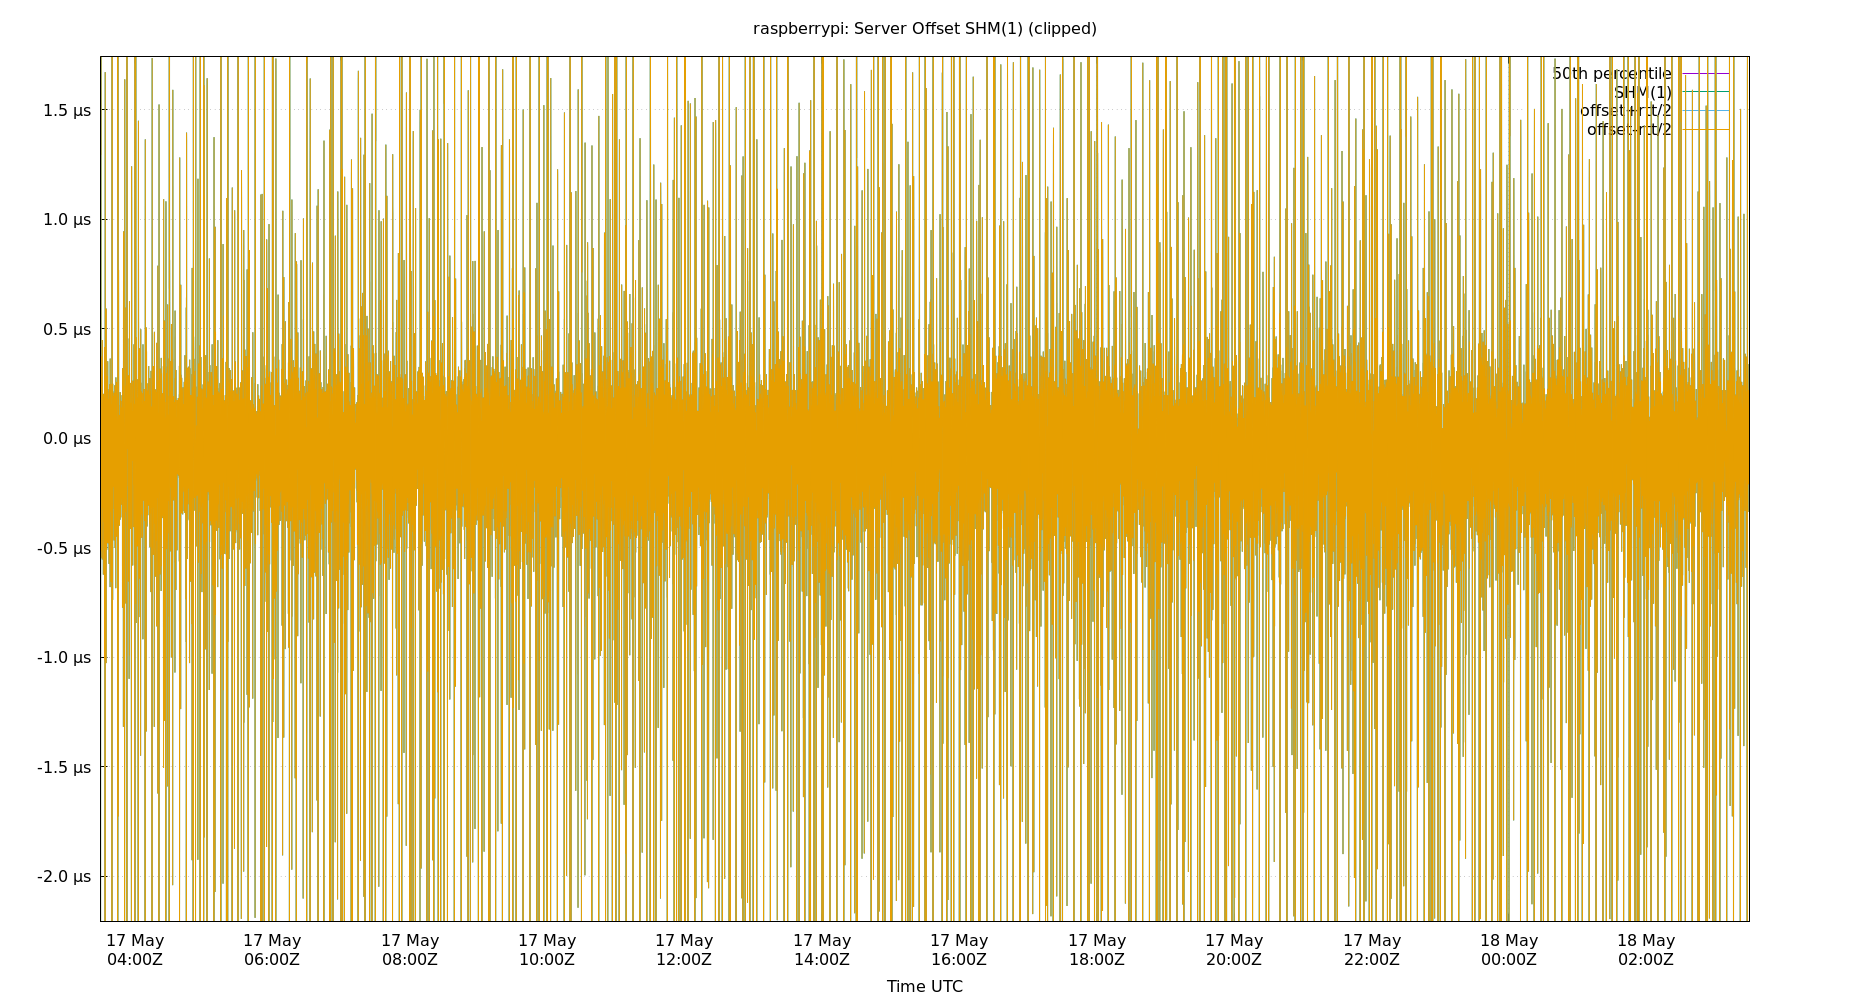 raspberrypi: Server Offset SHM(1) (clipped)
50th percentile
SHM(1)
offset+rtt/2
offset-rtt/2
1.5 µs
1.0 µs
0.5 µs
0.0 µs
-0.5 µs
-1.0 µs
-1.5 µs
-2.0 µs
17 May 17 May 17 May 17 May 17 May 17 May 17 May 17 May 17 May 17 May 18 May 18 May
04:00Z 06:00Z 08:00Z 10:00Z 12:00Z 14:00Z 16:00Z 18:00Z 20:00Z 22:00Z 00:00Z 02:00Z
Time UTC